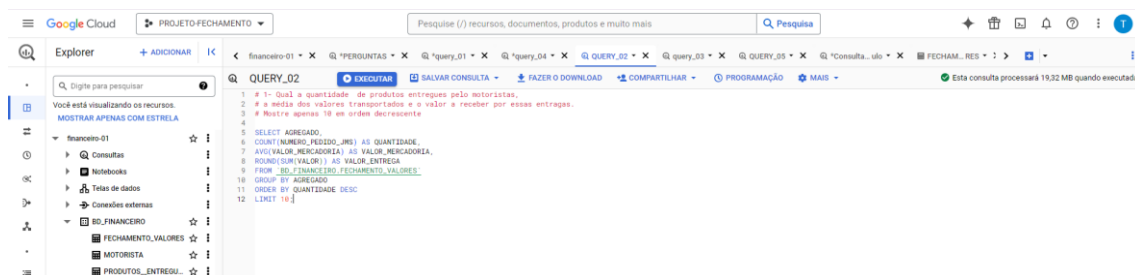 Google Cloud
PROJETO-FECHAMENTO
Pesquise (/) recursos, documentos, produtos e muito mais
Pesquisa
T
Explorer
+ ADICIONAR
financeiro-01
*PERGUNTAS
*query_01
*query_04
QUERY_02
query_03
QUERY_05
*Consulta...ulo
FECHAM...RES
Digite para pesquisar
QUERY_02
EXECUTAR
SALVAR CONSULTA
FAZER O DOWNLOAD
COMPARTILHAR
PROGRAMAÇÃO
MAIS
Esta consulta processará 19,32 MB quando executada
Você está visualizando os recursos.
MOSTRAR APENAS COM ESTRELA
financeiro-01
Consultas
Notebooks
Telas de dados
Conexões externas
BD_FINANCEIRO
FECHAMENTO_VALORES
MOTORISTA
PRODUTOS_ENTREGU...
1 # 1- Qual a quantidade de produtos entregues pelo motoristas,
2 # a média dos valores transportados e o valor a receber por essas entragas.
3 # Mostre apenas 10 em ordem decrescente
4
5 SELECT AGREGADO,
6 COUNT(NUMERO_PEDIDO_JMS) AS QUANTIDADE,
7 AVG(VALOR_MERCADORIA) AS VALOR_MERCADORIA,
8 ROUND(SUM(VALOR)) AS VALOR_ENTREGA
9 FROM `BD_FINANCEIRO.FECHAMENTO_VALORES`
10 GROUP BY AGREGADO
11 ORDER BY QUANTIDADE DESC
12 LIMIT 10;